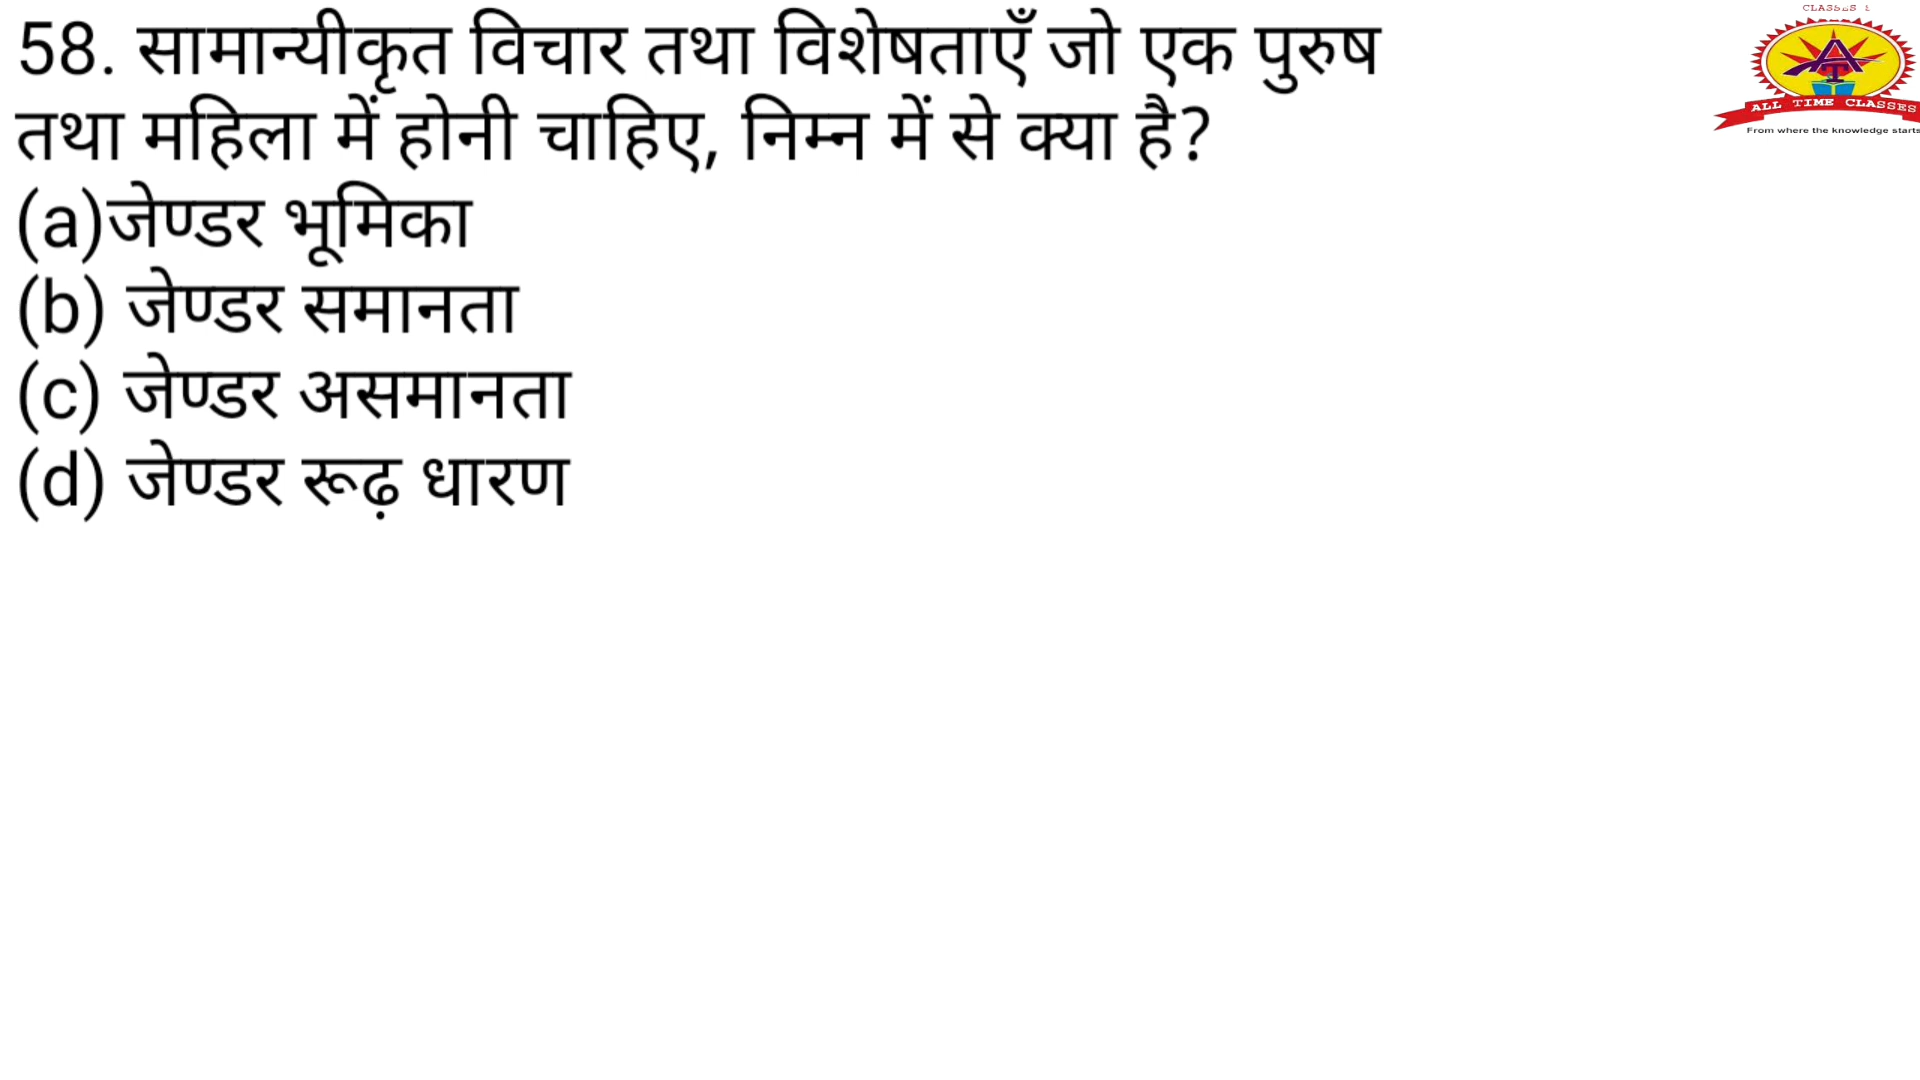 58. सामान्यीकृत विचार तथा विशेषताएँ जो एक पुरुष
तथा महिला में होनी चाहिए, निम्न में से क्या है?
(a)जेण्डर भूमिका
(b) जेण्डर समानता
(c) जेण्डर असमानता
(d) जेण्डर रूढ़ धारण
ALL TIME CLASSES
From where the knowledge starts